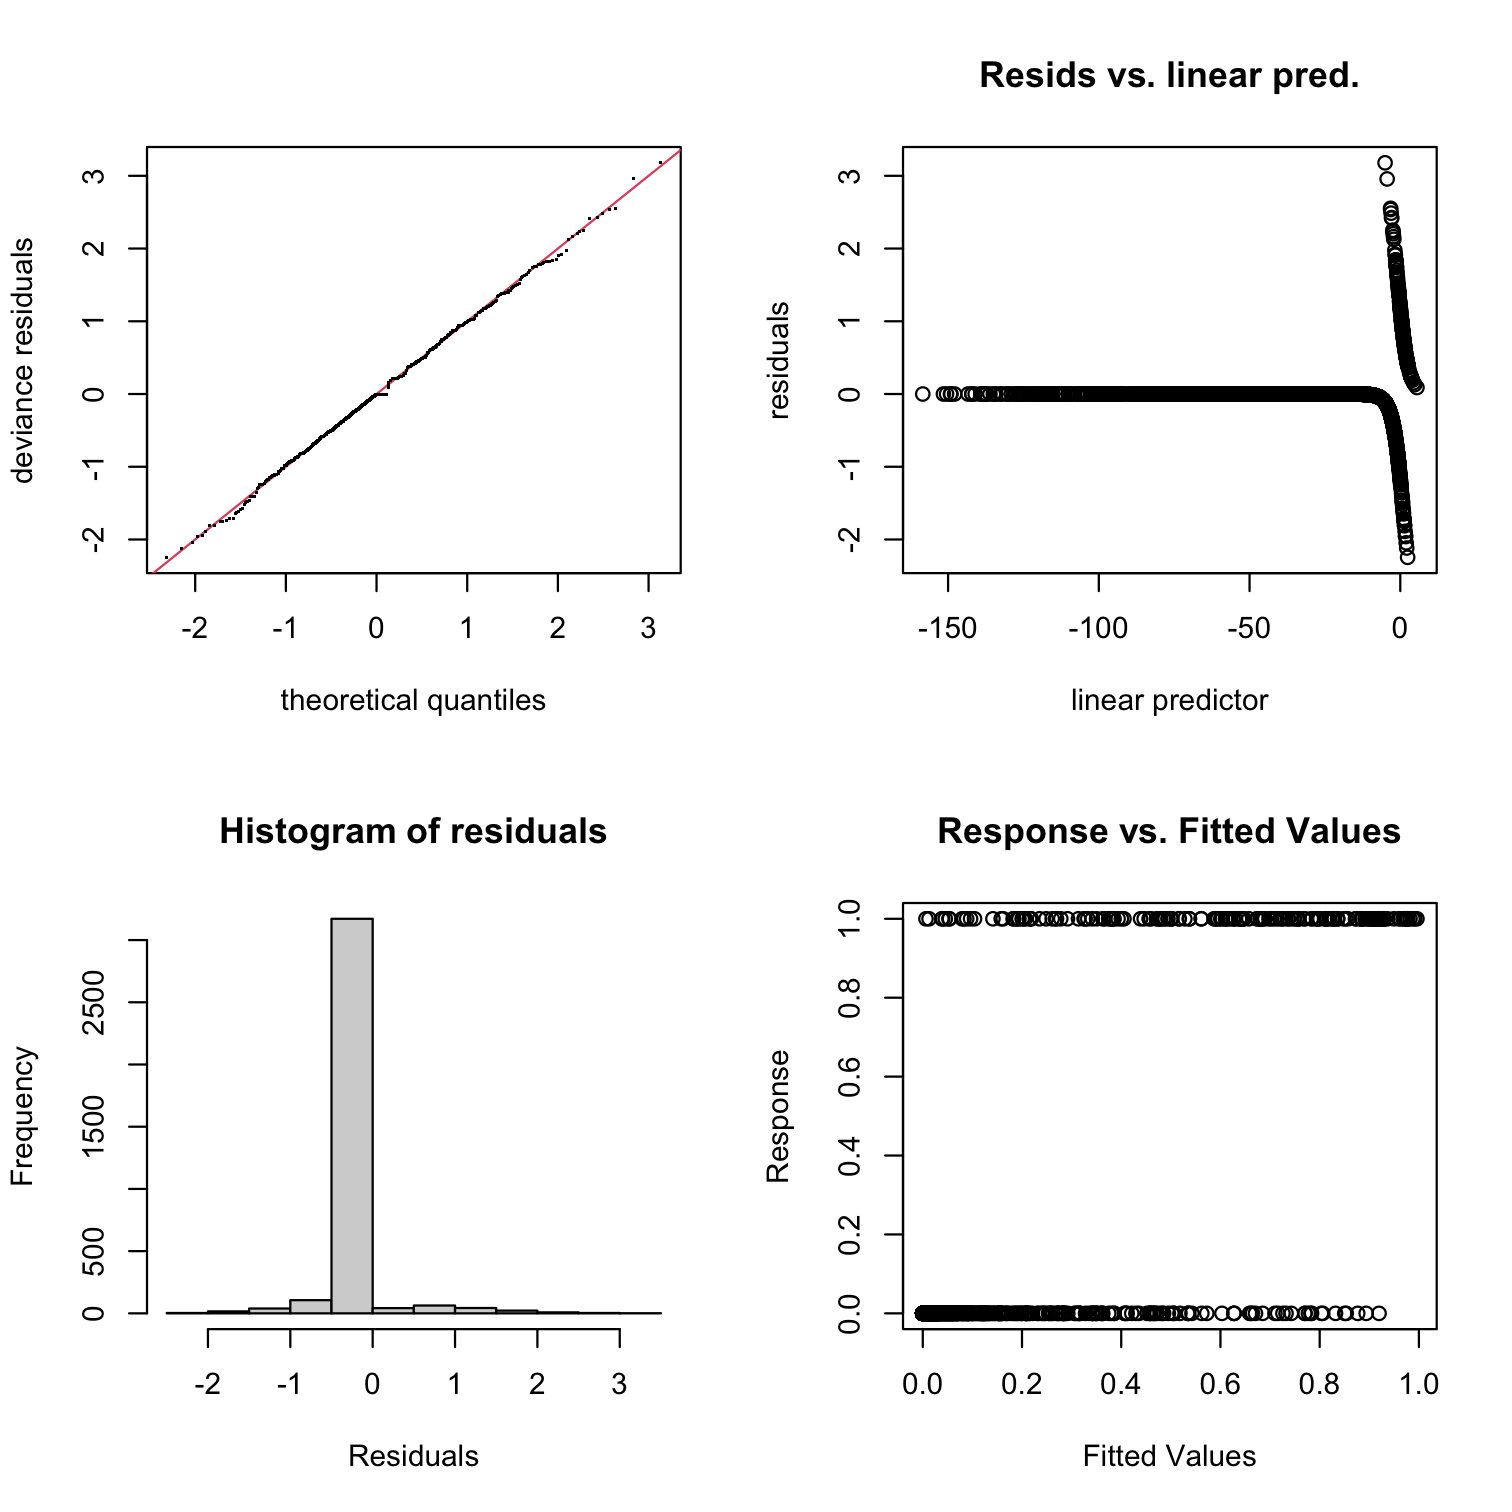 deviance residuals
3
2
1
0
-1
-2
-2 -1 0 1 2 3
theoretical quantiles
Resids vs. linear pred.
residuals
3
2
1
0
-1
-2
-150 -100 -50 0
linear predictor
Histogram of residuals
Frequency
2500
1500
500
0
-2 -1 0 1 2 3
Residuals
Response vs. Fitted Values
Response
1.0
0.8
0.6
0.4
0.2
0.0
0.0 0.2 0.4 0.6 0.8 1.0
Fitted Values